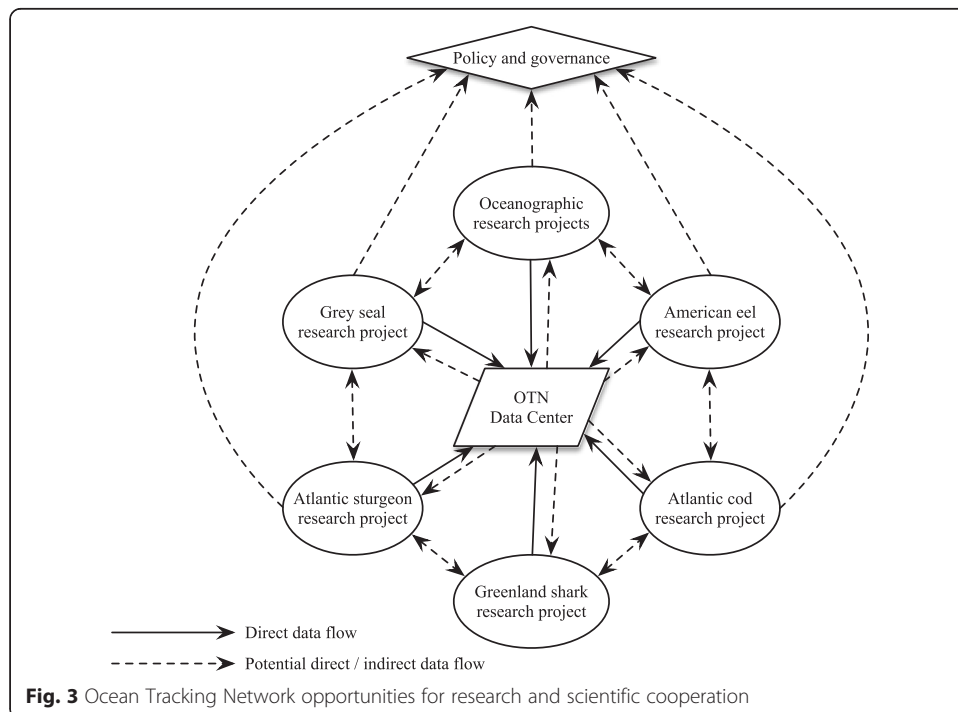 Policy and governance
Oceanographic
research projects
Grey seal
research project
American eel
research project
OTN
Data Center
Atlantic sturgeon
research project
Atlantic cod
research project
Greenland shark
research project
Direct data flow
Potential direct / indirect data flow
Fig. 3 Ocean Tracking Network opportunities for research and scientific cooperation